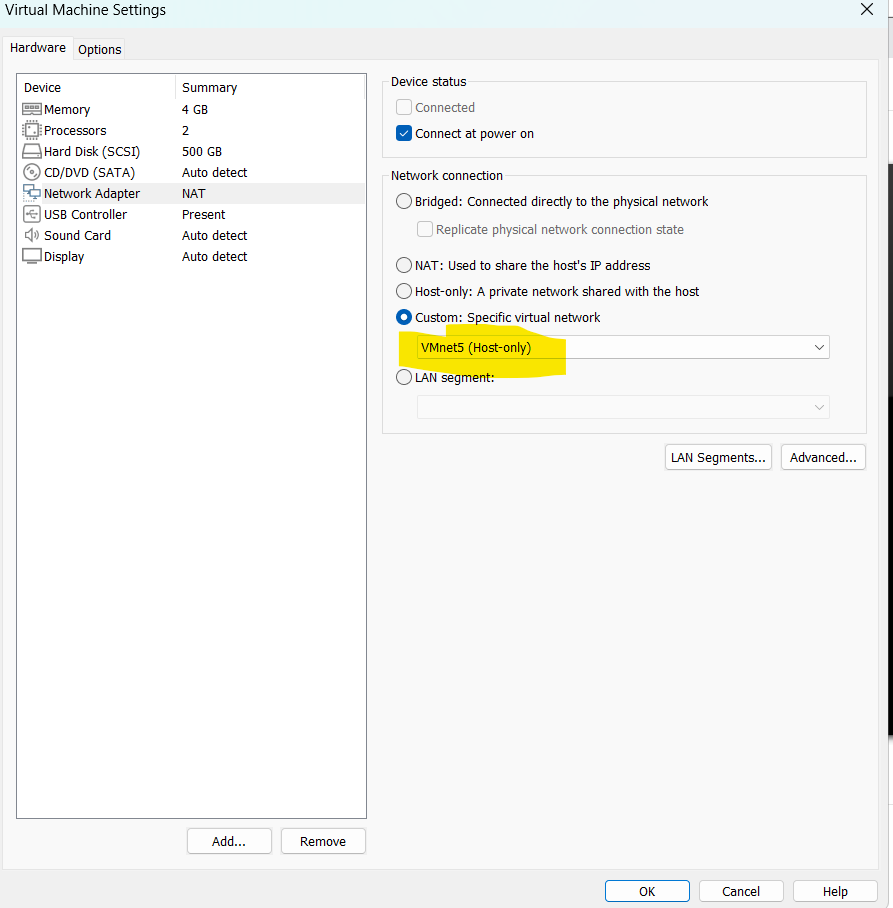 Virtual Machine Settings
Hardware Options
Device Summary
Memory 4 GB
Processors 2
Hard Disk (SCSI) 500 GB
CD/DVD (SATA) Auto detect
Network Adapter NAT
USB Controller Present
Sound Card Auto detect
Display Auto detect
Add... Remove
Device status
Connected
Connect at power on
Network connection
Bridged: Connected directly to the physical network
Replicate physical network connection state
NAT: Used to share the host's IP address
Host-only: A private network shared with the host
Custom: Specific virtual network
VMnet5 (Host-only)
LAN segment:
LAN Segments... Advanced...
OK Cancel Help